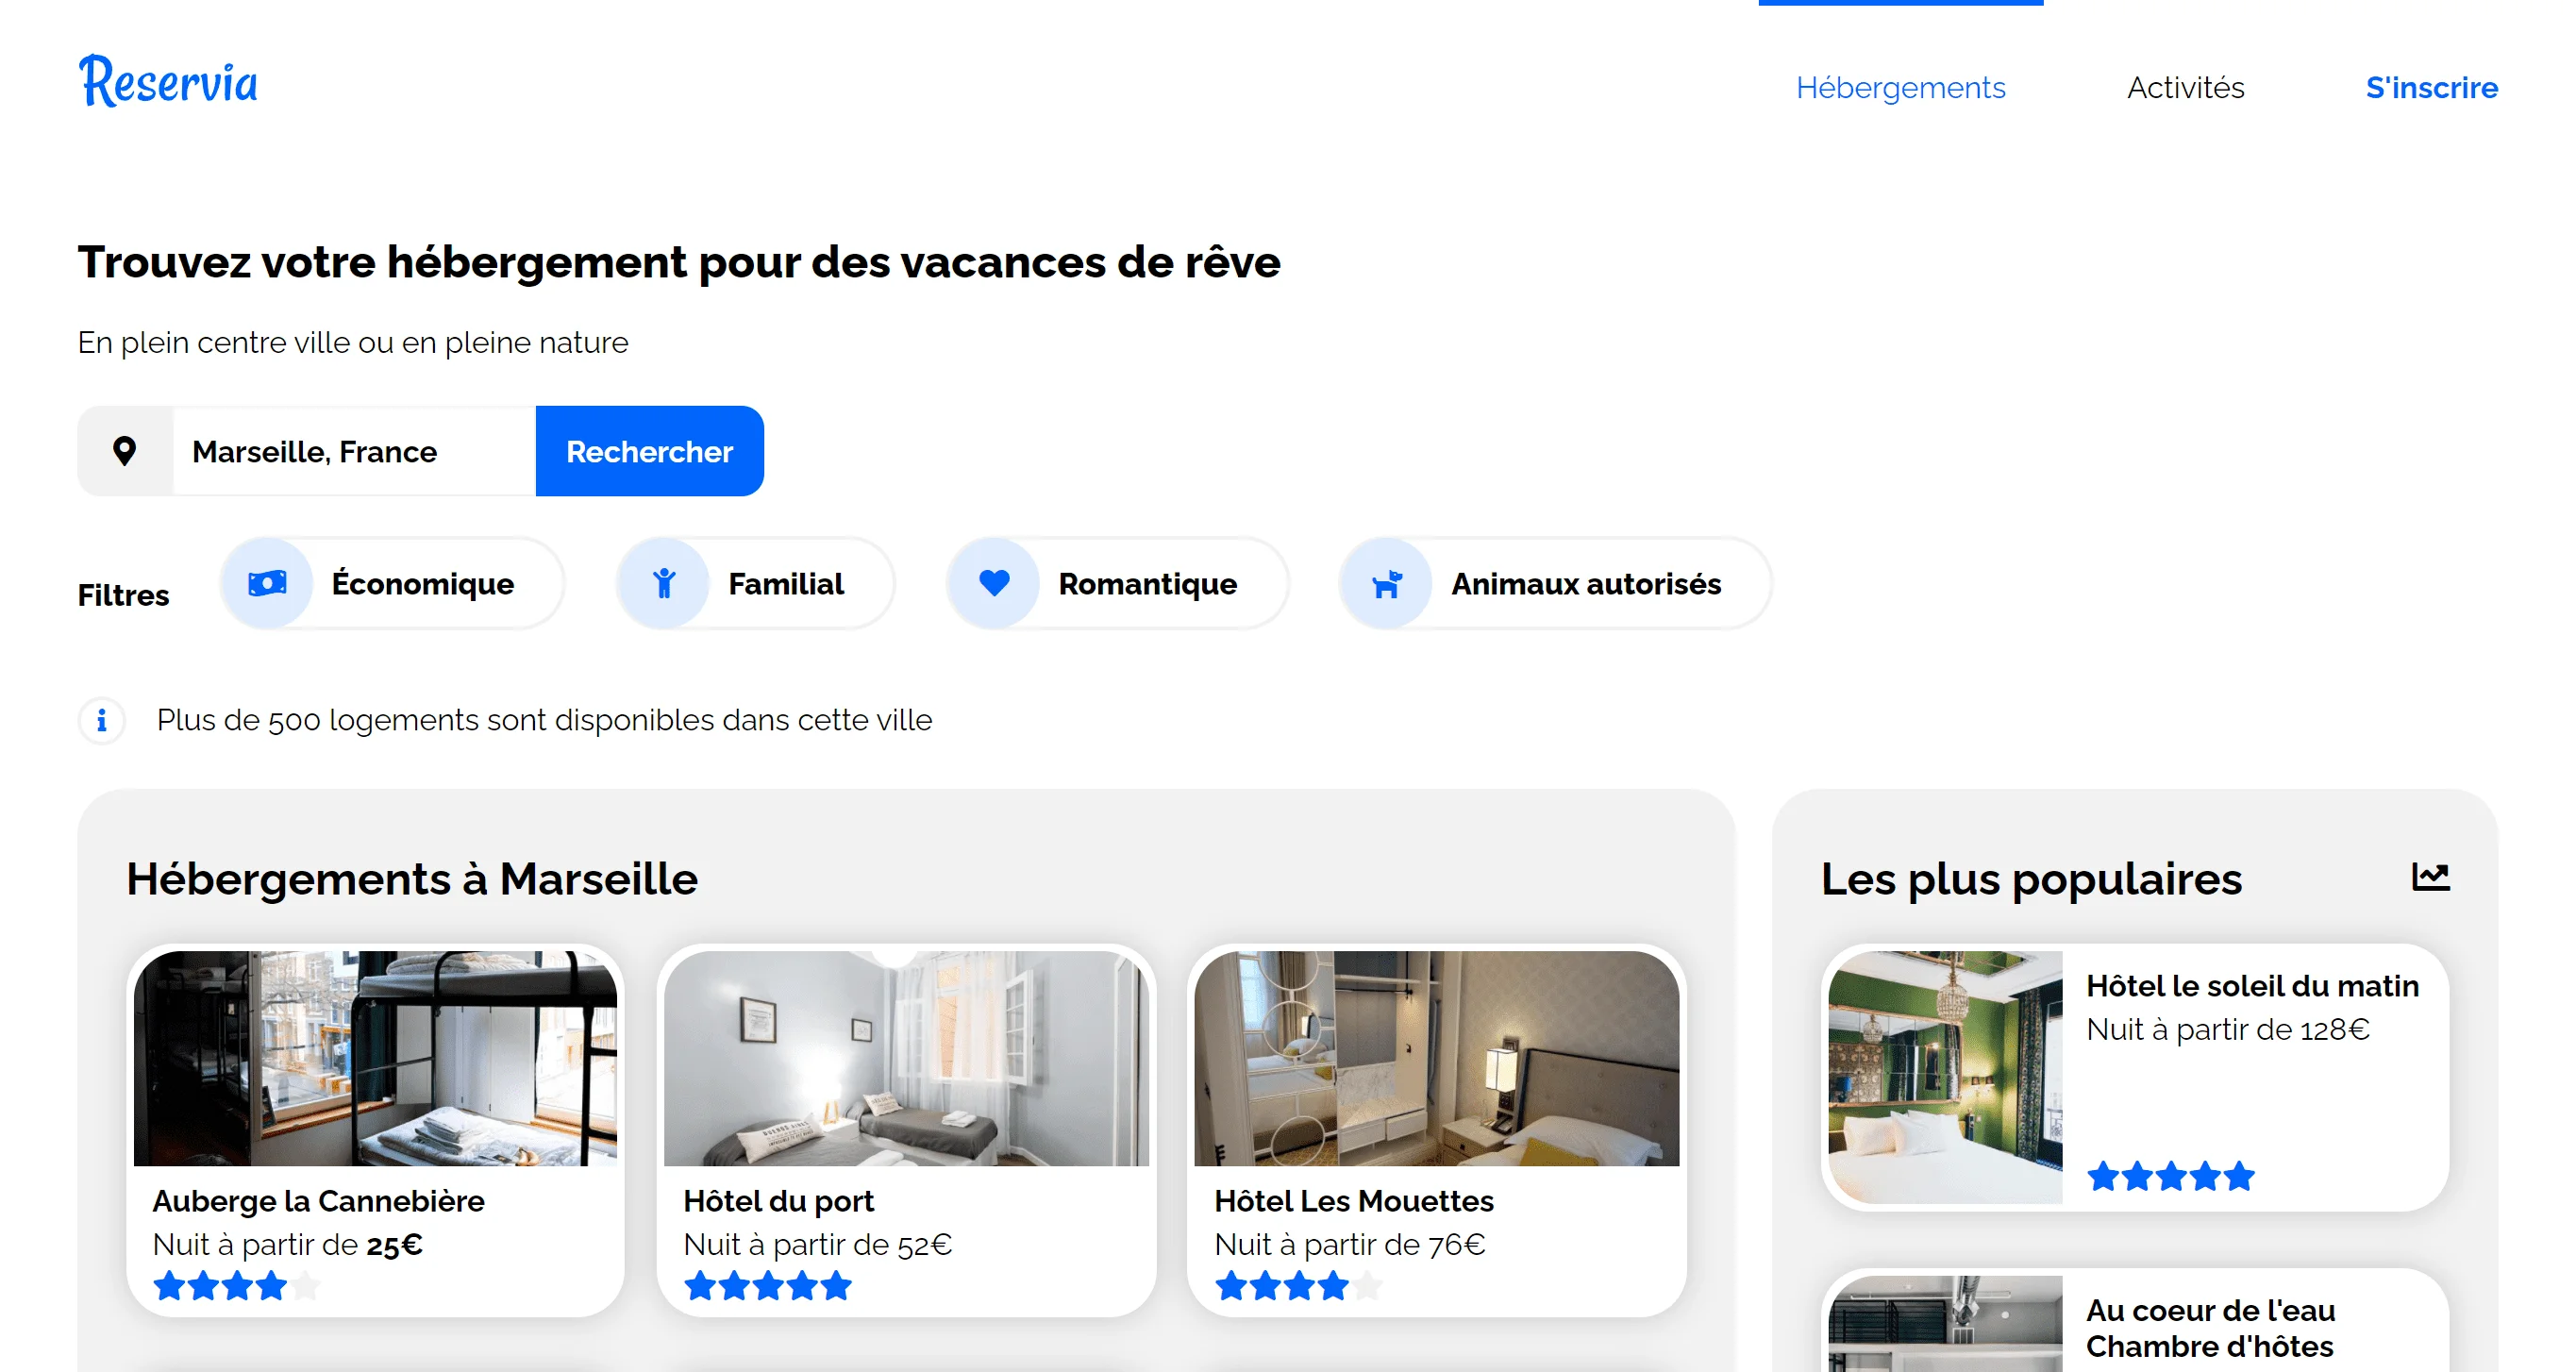 Reservia
Hébergements
Activités
S'inscrire
Trouvez votre hébergement pour des vacances de rêve
En plein centre ville ou en pleine nature
Marseille, France
Rechercher
Filtres
Économique
Familial
Romantique
Animaux autorisés
Plus de 500 logements sont disponibles dans cette ville
Hébergements à Marseille
Auberge la Cannebière
Nuit à partir de 25€
Hôtel du port
Nuit à partir de 52€
Hôtel Les Mouettes
Nuit à partir de 76€
Les plus populaires
Hôtel le soleil du matin
Nuit à partir de 128€
Au coeur de l'eau
Chambre d'hôtes